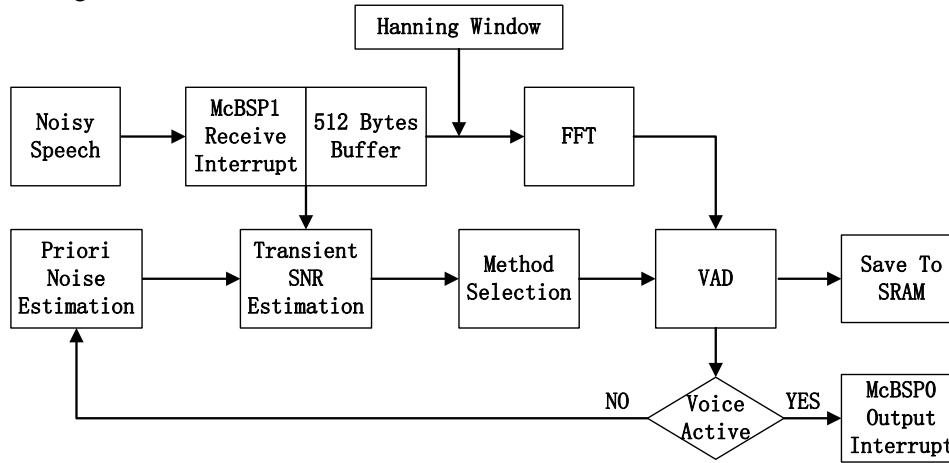 Hanning Window
Noisy
Speech
McBSP1
Receive
Interrupt
512 Bytes
Buffer
FFT
Priori
Noise
Estimation
Transient
SNR
Estimation
Method
Selection
VAD
Save To
SRAM
NO
Voice
Active
YES
McBSP0
Output
Interrupt